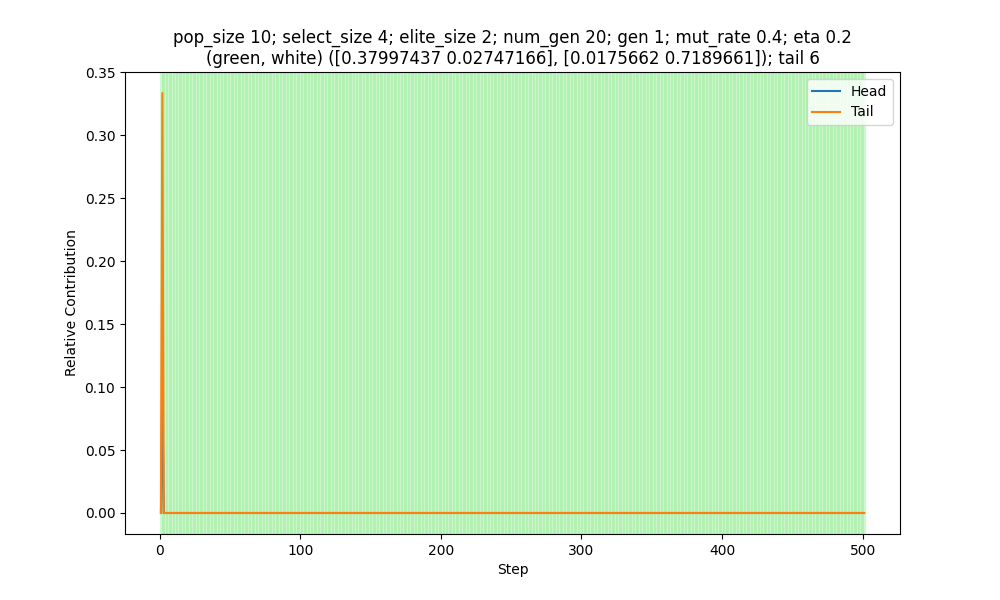 pop_size 10; select_size 4; elite_size 2; num_gen 20; gen 1; mut_rate 0.4; eta 0.2
(green, white) ([0.37997437 0.02747166], [0.0175662 0.7189661]); tail 6
Head
Tail
0.35
0.30
0.25
0.20
0.15
0.10
0.05
0.00
Relative Contribution
0
100
200
300
400
500
Step